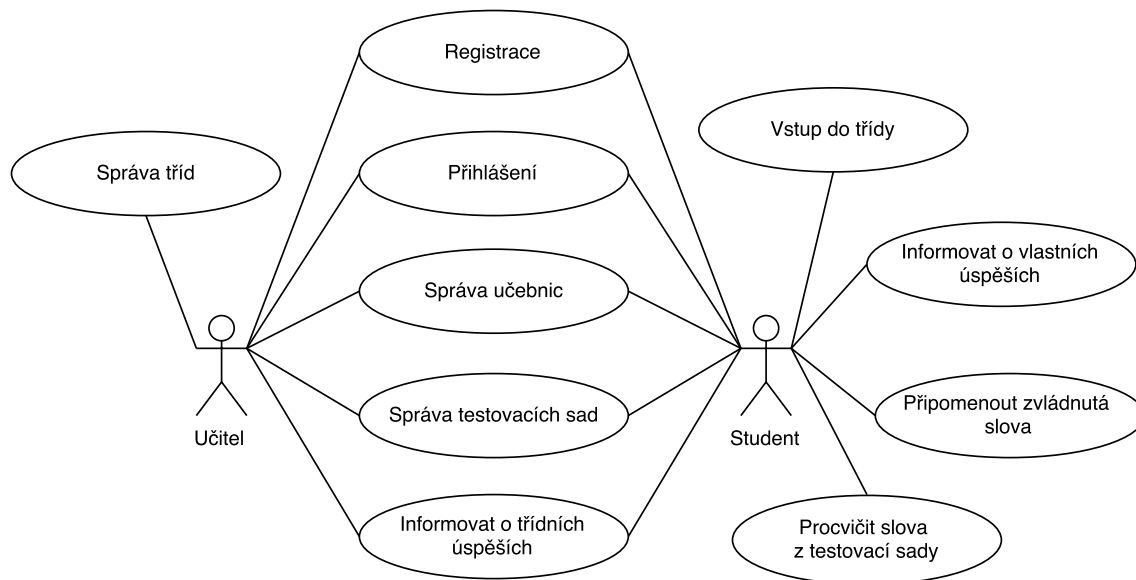 Registrace
Vstup do třídy
Správa tříd
Přihlášení
Informovat o vlastních
úspěších
Správa učebnic
Připomenout zvládnutá
slova
Správa testovacích sad
Učitel
Student
Informovat o třídních
úspěších
Procvičit slova
z testovací sady